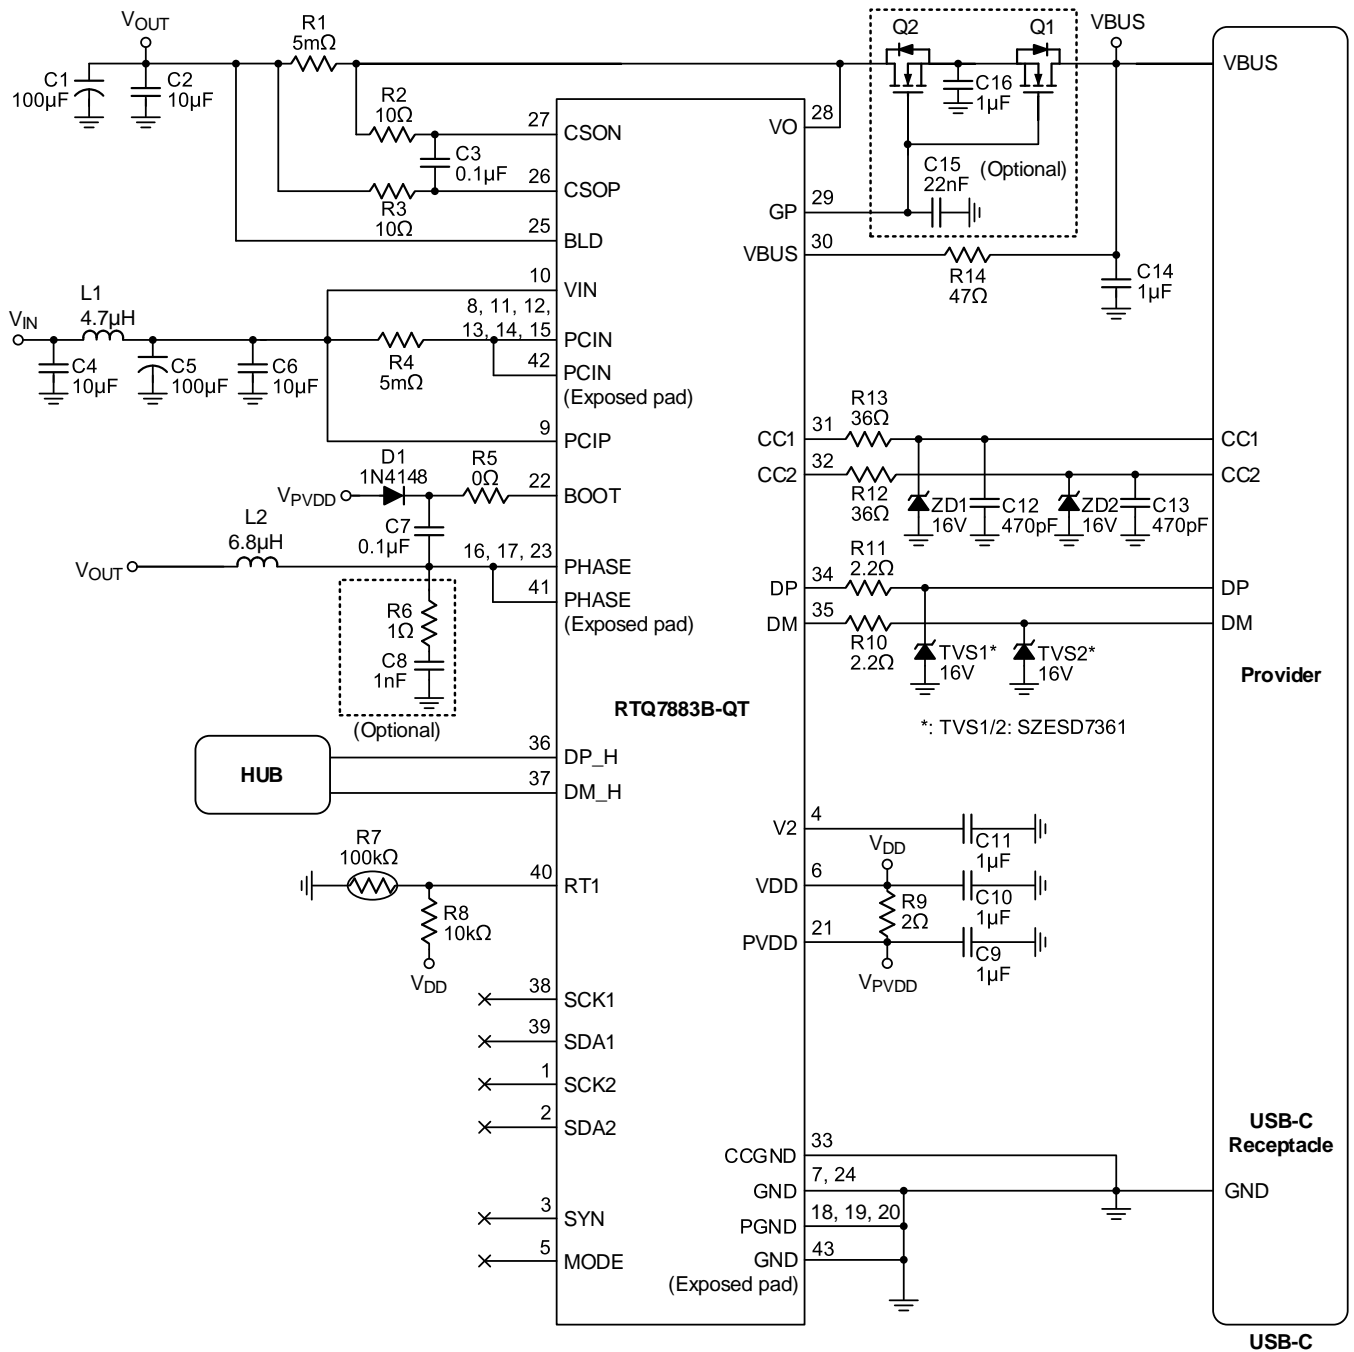 VOUT
R1
5mΩ
C1
100µF
C2
10µF
R2
10Ω
C3
0.1µF
R3
10Ω
27
CSON
26
CSOP
25
BLD
10
VIN
8, 11, 12,
13, 14, 15
PCIN
42
PCIN
(Exposed pad)
9
PCIP
VIN
L1
4.7µH
C4
10µF
C5
100µF
C6
10µF
R4
5mΩ
D1
1N4148
VPVDD
R5
0Ω
22
BOOT
C7
0.1µF
L2
6.8µH
VOUT
16, 17, 23
PHASE
41
PHASE
(Exposed pad)
R6
1Ω
C8
1nF
(Optional)
HUB
36
DP_H
37
DM_H
R7
100kΩ
40
RT1
R8
10kΩ
VDD
38
SCK1
39
SDA1
1
SCK2
2
SDA2
3
SYN
5
MODE
RTQ7883B-QT
Q2
Q1
C16
1µF
C15
22nF
(Optional)
VBUS
28
VO
29
GP
30
VBUS
R14
47Ω
C14
1µF
31
CC1
R13
36Ω
32
CC2
R12
36Ω
ZD1
16V
C12
470pF
ZD2
16V
C13
470pF
34
DP
R11
2.2Ω
35
DM
R10
2.2Ω
TVS1*
16V
TVS2*
16V
*: TVS1/2: SZESD7361
4
V2
C11
1µF
VDD
6
VDD
C10
1µF
R9
2Ω
21
PVDD
C9
1µF
VPVDD
33
CCGND
7, 24
GND
18, 19, 20
PGND
43
GND
(Exposed pad)
VBUS
CC1
CC2
DP
DM
Provider
USB-C
Receptacle
GND
USB-C